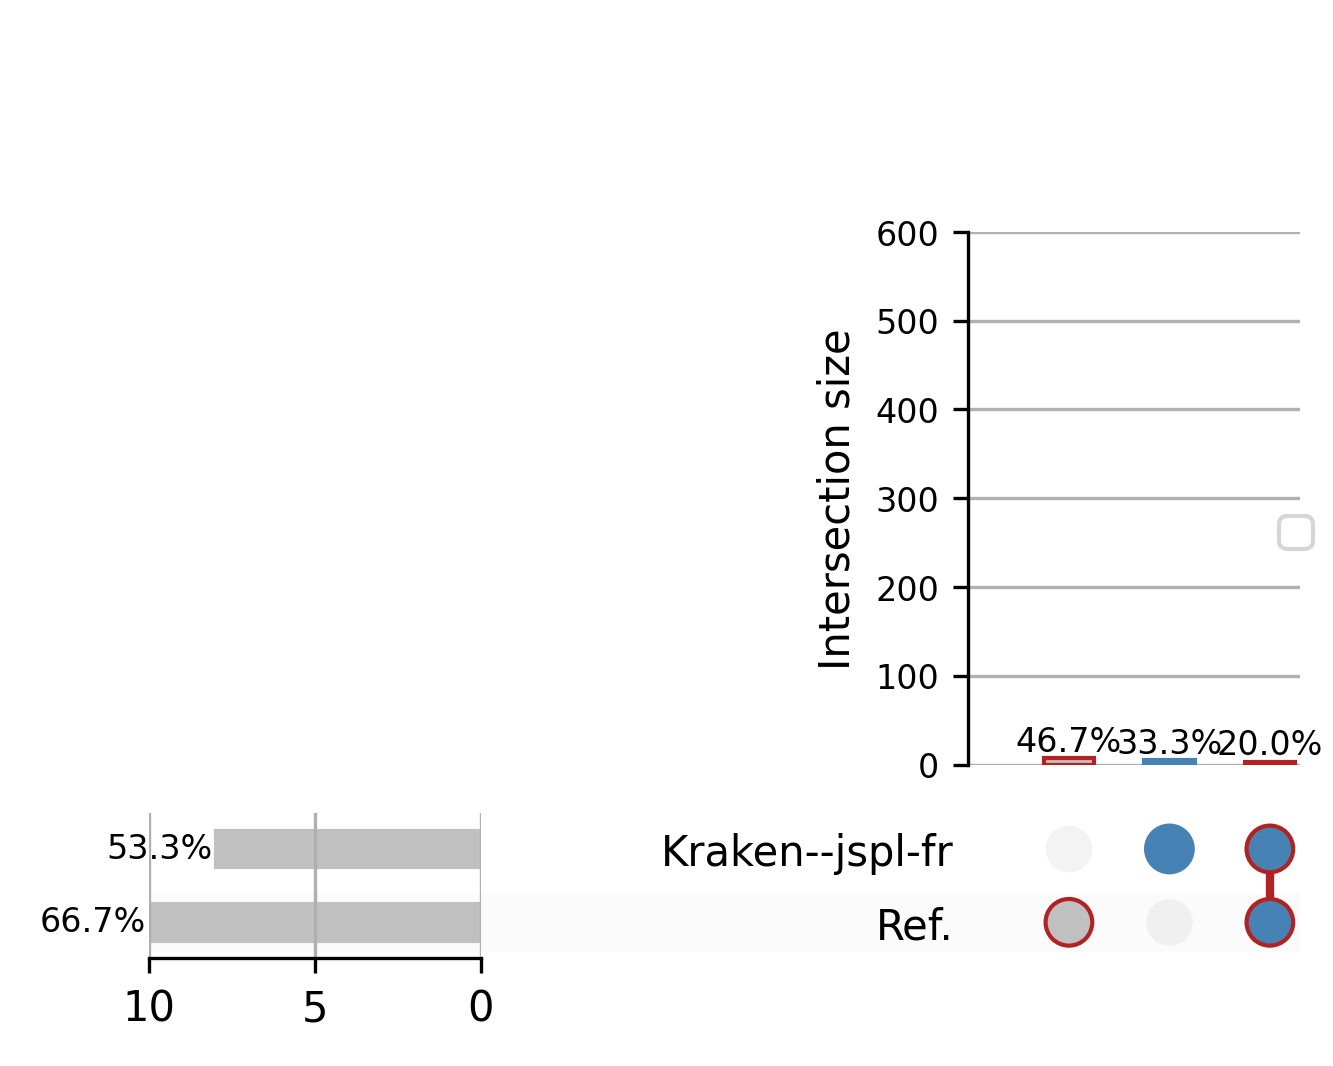 600
500
400
300
200
100
0
Intersection size
46.7% 33.3% 20.0%
53.3%
66.7%
Kraken--jspl-fr
Ref.
10 5 0